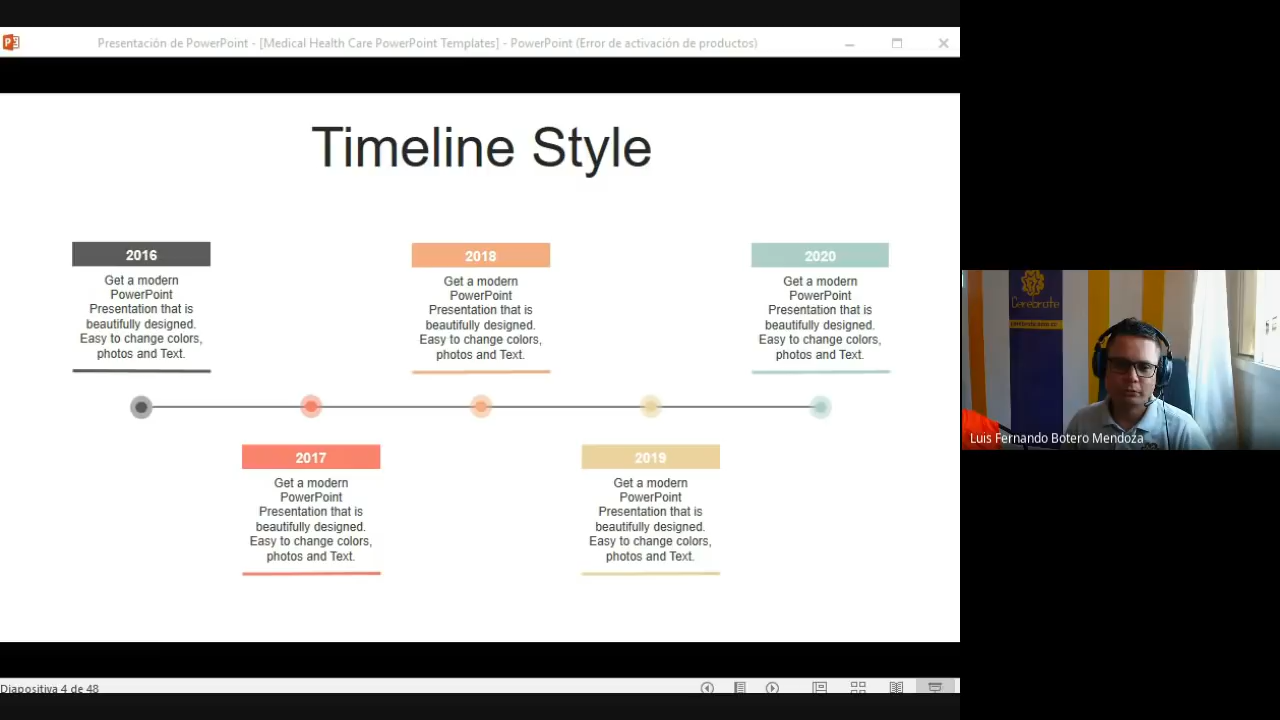 Presentación de PowerPoint - [Medical Health Care PowerPoint Templates] - PowerPoint (Error de activación de productos)
Timeline Style
2016
Get a modern
PowerPoint
Presentation that is
beautifully designed.
Easy to change colors,
photos and Text.
2018
Get a modern
PowerPoint
Presentation that is
beautifully designed.
Easy to change colors,
photos and Text.
2020
Get a modern
PowerPoint
Presentation that is
beautifully designed.
Easy to change colors,
photos and Text.
2017
Get a modern
PowerPoint
Presentation that is
beautifully designed.
Easy to change colors,
photos and Text.
2019
Get a modern
PowerPoint
Presentation that is
beautifully designed.
Easy to change colors,
photos and Text.
Cerebrate
Luis Fernando Botero Mendoza
Diapositiva 4 de 48